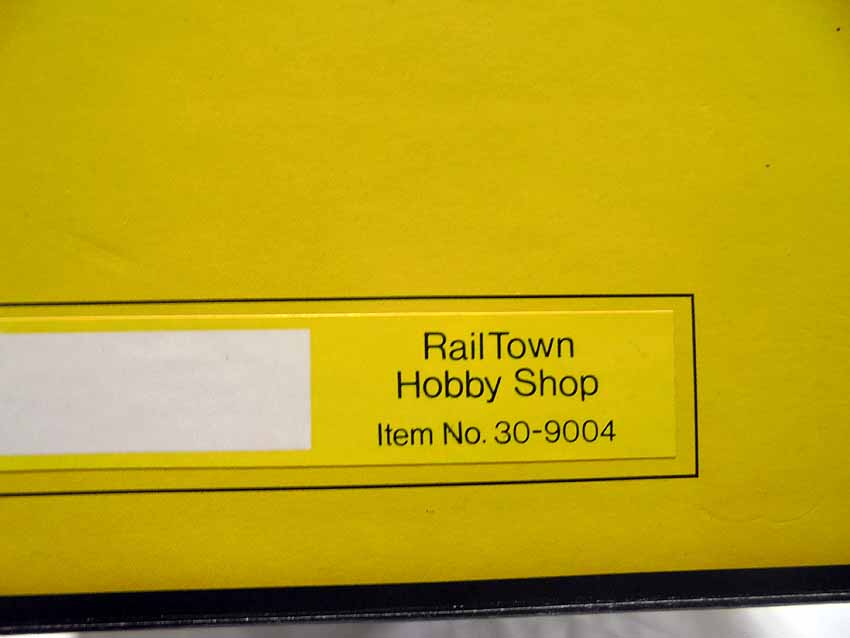 RailTown
Hobby Shop
Item No. 30-9004